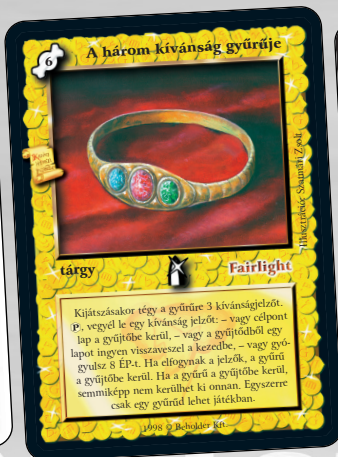 6
A három kívánság gyűrűje
Illusztráció: Szatmári Zsolt
tárgy
Fairlight
Kijátszásakor tégy a gyűrűre 3 kívánságjelzőt.
P, vegyél le egy kívánság jelzőt: – vagy célpont
lap a gyűjtőbe kerül, – vagy a gyűjtődből egy
lapot ingyen visszaveszel a kezedbe, – vagy gyó-
gyulsz 8 ÉP-t. Ha elfogynak a jelzők, a gyűrű
a gyűjtőbe kerül. Ha a gyűrű a gyűjtőbe kerül,
semmiképp nem kerülhet ki onnan. Egyszerre
csak egy gyűrűd lehet játékban.
1998 © Beholder Kft.